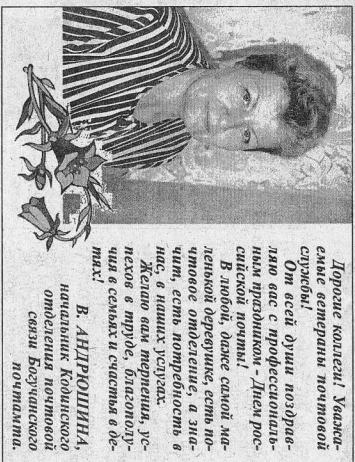 Дорогие коллеги! Уважа-
емые ветераны почтовой
службы!
От всей души поздрав-
ляю вас с профессиональ-
ным праздником - Днем рос-
сийской почты!
В любой, даже самой ма-
ленькой деревушке, есть по-
чтовое отделение, а зна-
чит, есть потребность в
нас, в наших услугах.
Желаю вам терпения, ус-
пехов в труде, благополу-
чия в семьях и счастья в де-
тях!
В. АНДРЮШИНА,
начальник Кодинского
отделения почтовой
связи Богучанского
почтамта.